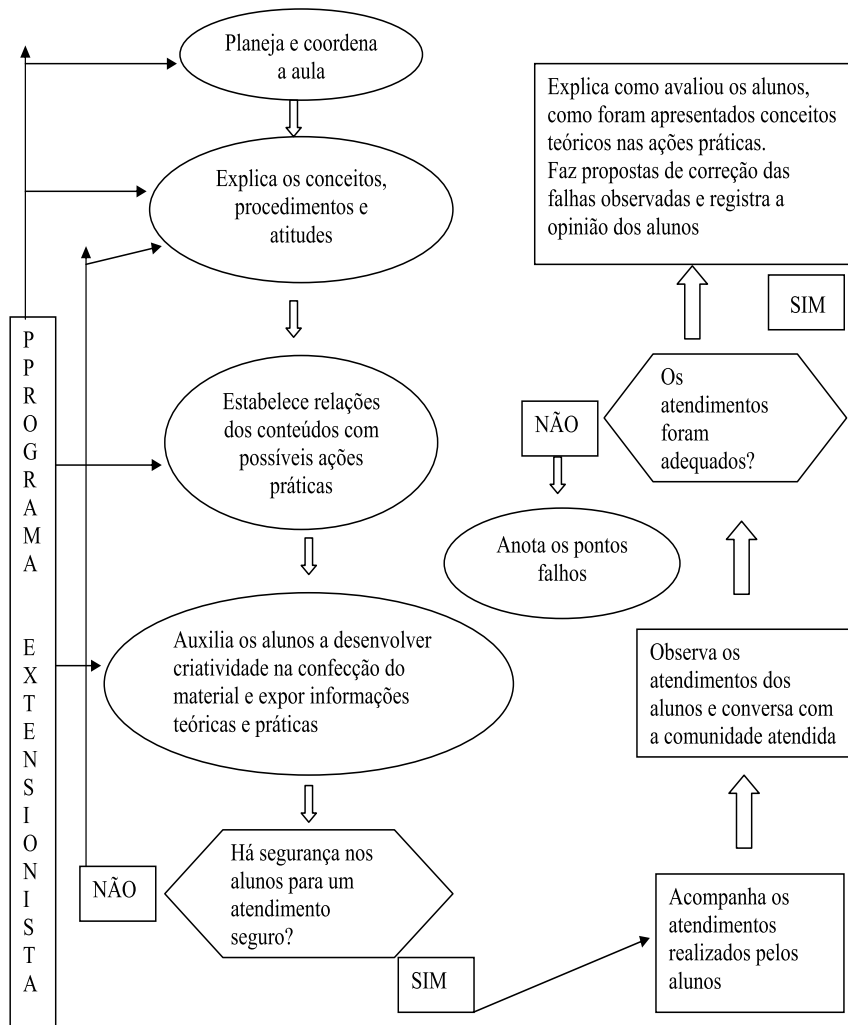 Planeja e coordena
a aula
Explica os conceitos,
procedimentos e
atitudes
Estabelece relações
dos conteúdos com
possíveis ações
práticas
Auxilia os alunos a desenvolver
criatividade na confecção do
material e expor informações
teóricas e práticas
Há segurança nos
alunos para um
atendimento
seguro?
NÃO
SIM
PPROGRAMA EXTENSIONISTA
Acompanha os
atendimentos
realizados pelos
alunos
Observa os
atendimentos dos
alunos e conversa com
a comunidade atendida
Os
atendimentos
foram
adequados?
NÃO
Anota os pontos
falhos
SIM
Explica como avaliou os alunos,
como foram apresentados conceitos
teóricos nas ações práticas.
Faz propostas de correção das
falhas observadas e registra a
opinião dos alunos